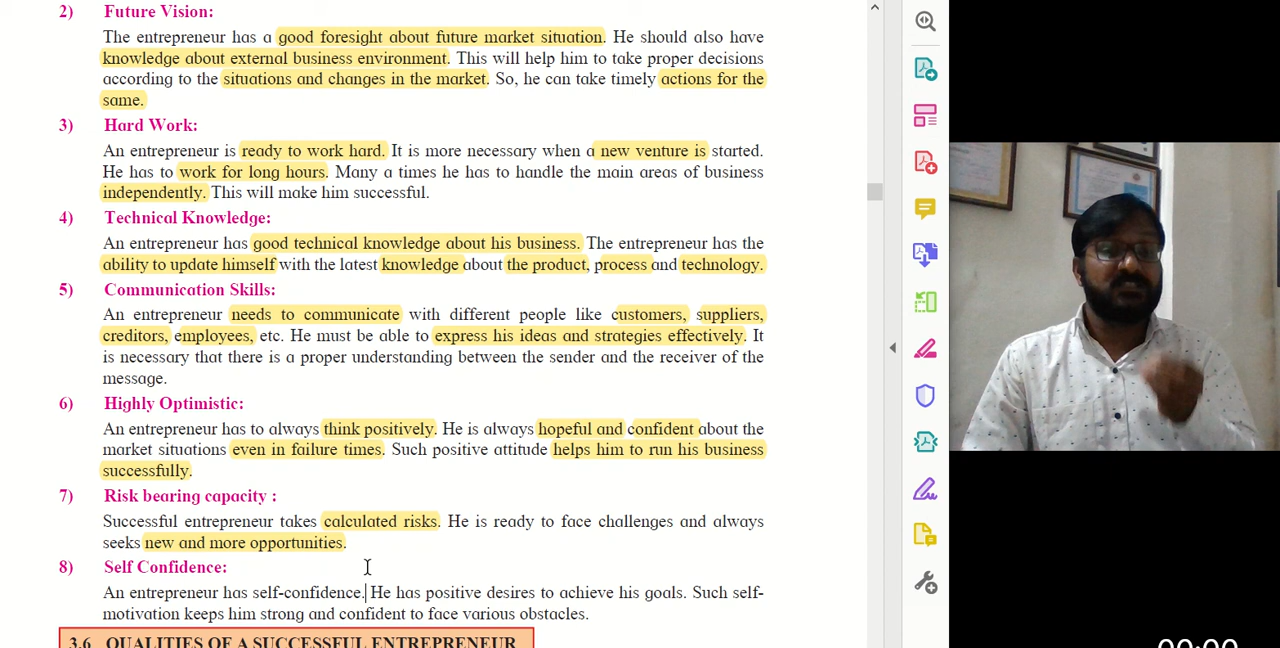 2) Future Vision:
The entrepreneur has a good foresight about future market situation. He should also have
knowledge about external business environment. This will help him to take proper decisions
according to the situations and changes in the market. So, he can take timely actions for the
same.
3) Hard Work:
An entrepreneur is ready to work hard. It is more necessary when a new venture is started.
He has to work for long hours. Many a times he has to handle the main areas of business
independently. This will make him successful.
4) Technical Knowledge:
An entrepreneur has good technical knowledge about his business. The entrepreneur has the
ability to update himself with the latest knowledge about the product, process and technology.
5) Communication Skills:
An entrepreneur needs to communicate with different people like customers, suppliers,
creditors, employees, etc. He must be able to express his ideas and strategies effectively. It
is necessary that there is a proper understanding between the sender and the receiver of the
message.
6) Highly Optimistic:
An entrepreneur has to always think positively. He is always hopeful and confident about the
market situations even in failure times. Such positive attitude helps him to run his business
successfully.
7) Risk bearing capacity :
Successful entrepreneur takes calculated risks. He is ready to face challenges and always
seeks new and more opportunities.
8) Self Confidence:
An entrepreneur has self-confidence. He has positive desires to achieve his goals. Such self-
motivation keeps him strong and confident to face various obstacles.
3.6 QUALITIES OF A SUCCESSFUL ENTREPRENEUR